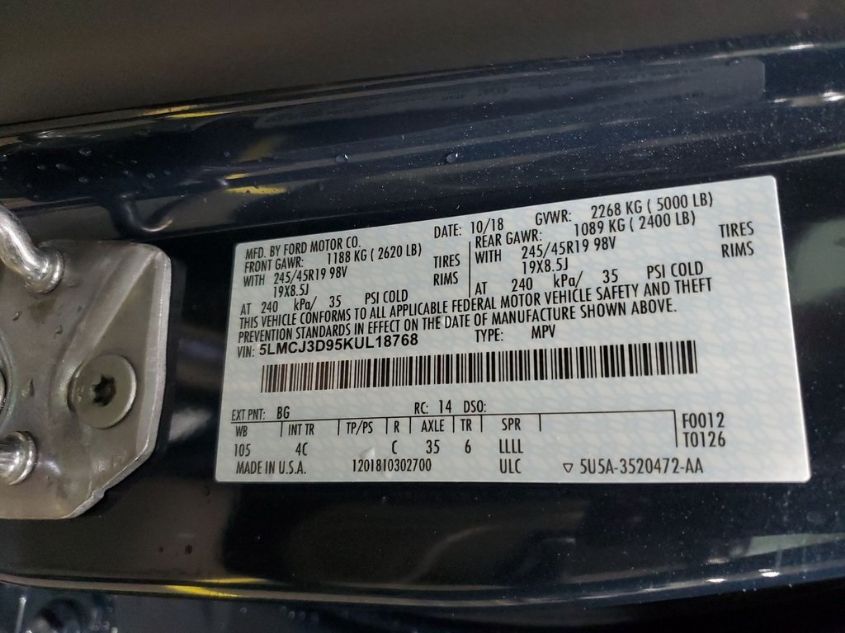 MFD. BY FORD MOTOR CO. DATE: 10/18 GVWR: 2268 KG ( 5000 LB)
FRONT GAWR: 1188 KG ( 2620 LB) REAR GAWR: 1089 KG ( 2400 LB)
WITH 245/45R19 98V TIRES WITH 245/45R19 98V TIRES
19X8.5J RIMS 19X8.5J RIMS
AT 240 kPa/ 35 PSI COLD AT 240 kPa/ 35 PSI COLD
THIS VEHICLE CONFORMS TO ALL APPLICABLE FEDERAL MOTOR VEHICLE SAFETY AND THEFT
PREVENTION STANDARDS IN EFFECT ON THE DATE OF MANUFACTURE SHOWN ABOVE.
VIN: 5LMCJ3D95KUL18768 TYPE: MPV
EXT PNT: BG RC: 14 DSO:
WB INT TR TP/PS R AXLE TR SPR F0012
105 4C C 35 6 LLLL T0126
MADE IN U.S.A. 1201810302700 ULC ▽ 5U5A-3520472-AA